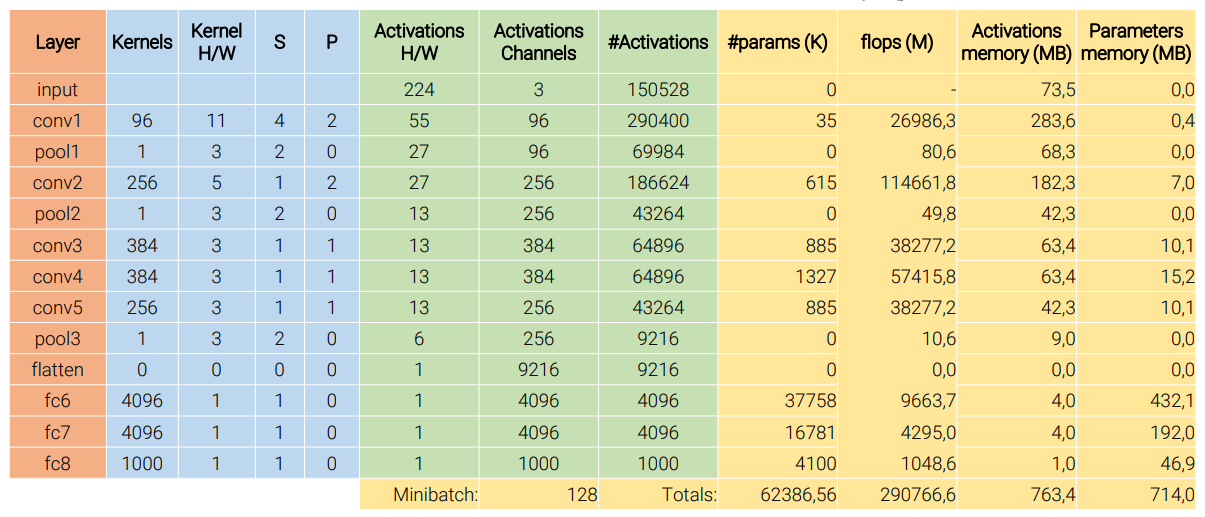 Layer Kernels Kernel H/W S P Activations H/W Activations Channels #Activations #params (K) flops (M) Activations memory (MB) Parameters memory (MB)
input 224 3 150528 0 - 73,5 0,0
conv1 96 11 4 2 55 96 290400 35 26986,3 283,6 0,4
pool1 1 3 2 0 27 96 69984 0 80,6 68,3 0,0
conv2 256 5 1 2 27 256 186624 615 114661,8 182,3 7,0
pool2 1 3 2 0 13 256 43264 0 49,8 42,3 0,0
conv3 384 3 1 1 13 384 64896 885 38277,2 63,4 10,1
conv4 384 3 1 1 13 384 64896 1327 57415,8 63,4 15,2
conv5 256 3 1 1 13 256 43264 885 38277,2 42,3 10,1
pool3 1 3 2 0 6 256 9216 0 10,6 9,0 0,0
flatten 0 0 0 0 1 9216 9216 0 0,0 0,0 0,0
fc6 4096 1 1 0 1 4096 4096 37758 9663,7 4,0 432,1
fc7 4096 1 1 0 1 4096 4096 16781 4295,0 4,0 192,0
fc8 1000 1 1 0 1 1000 1000 4100 1048,6 1,0 46,9
Minibatch: 128 Totals: 62386,56 290766,6 763,4 714,0